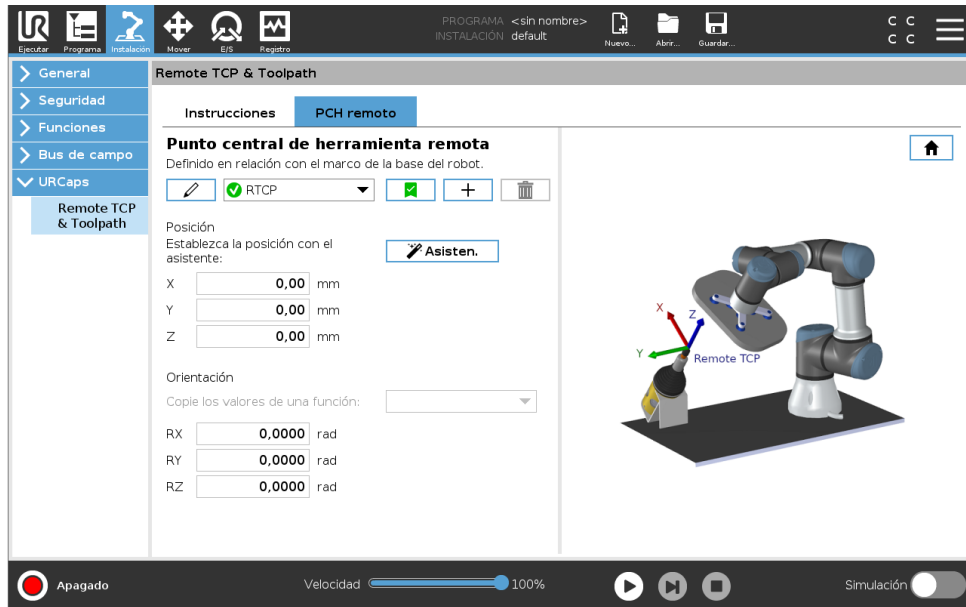 PROGRAMA <sin nombre>
INSTALACIÓN default
C C
C C
Ejecutar Programa Instalación Mover E/S Registro Nuevo... Abrir... Guardar...
General
Seguridad
Funciones
Bus de campo
URCaps
Remote TCP
& Toolpath
Remote TCP & Toolpath
Instrucciones PCH remoto
Punto central de herramienta remota
Definido en relación con el marco de la base del robot.
RTCP
Posición
Establezca la posición con el
asistente:
Asisten.
X 0,00 mm
Y 0,00 mm
Z 0,00 mm
Orientación
Copie los valores de una función:
RX 0,0000 rad
RY 0,0000 rad
RZ 0,0000 rad
X Z
Y
Remote TCP
Apagado Velocidad 100% Simulación